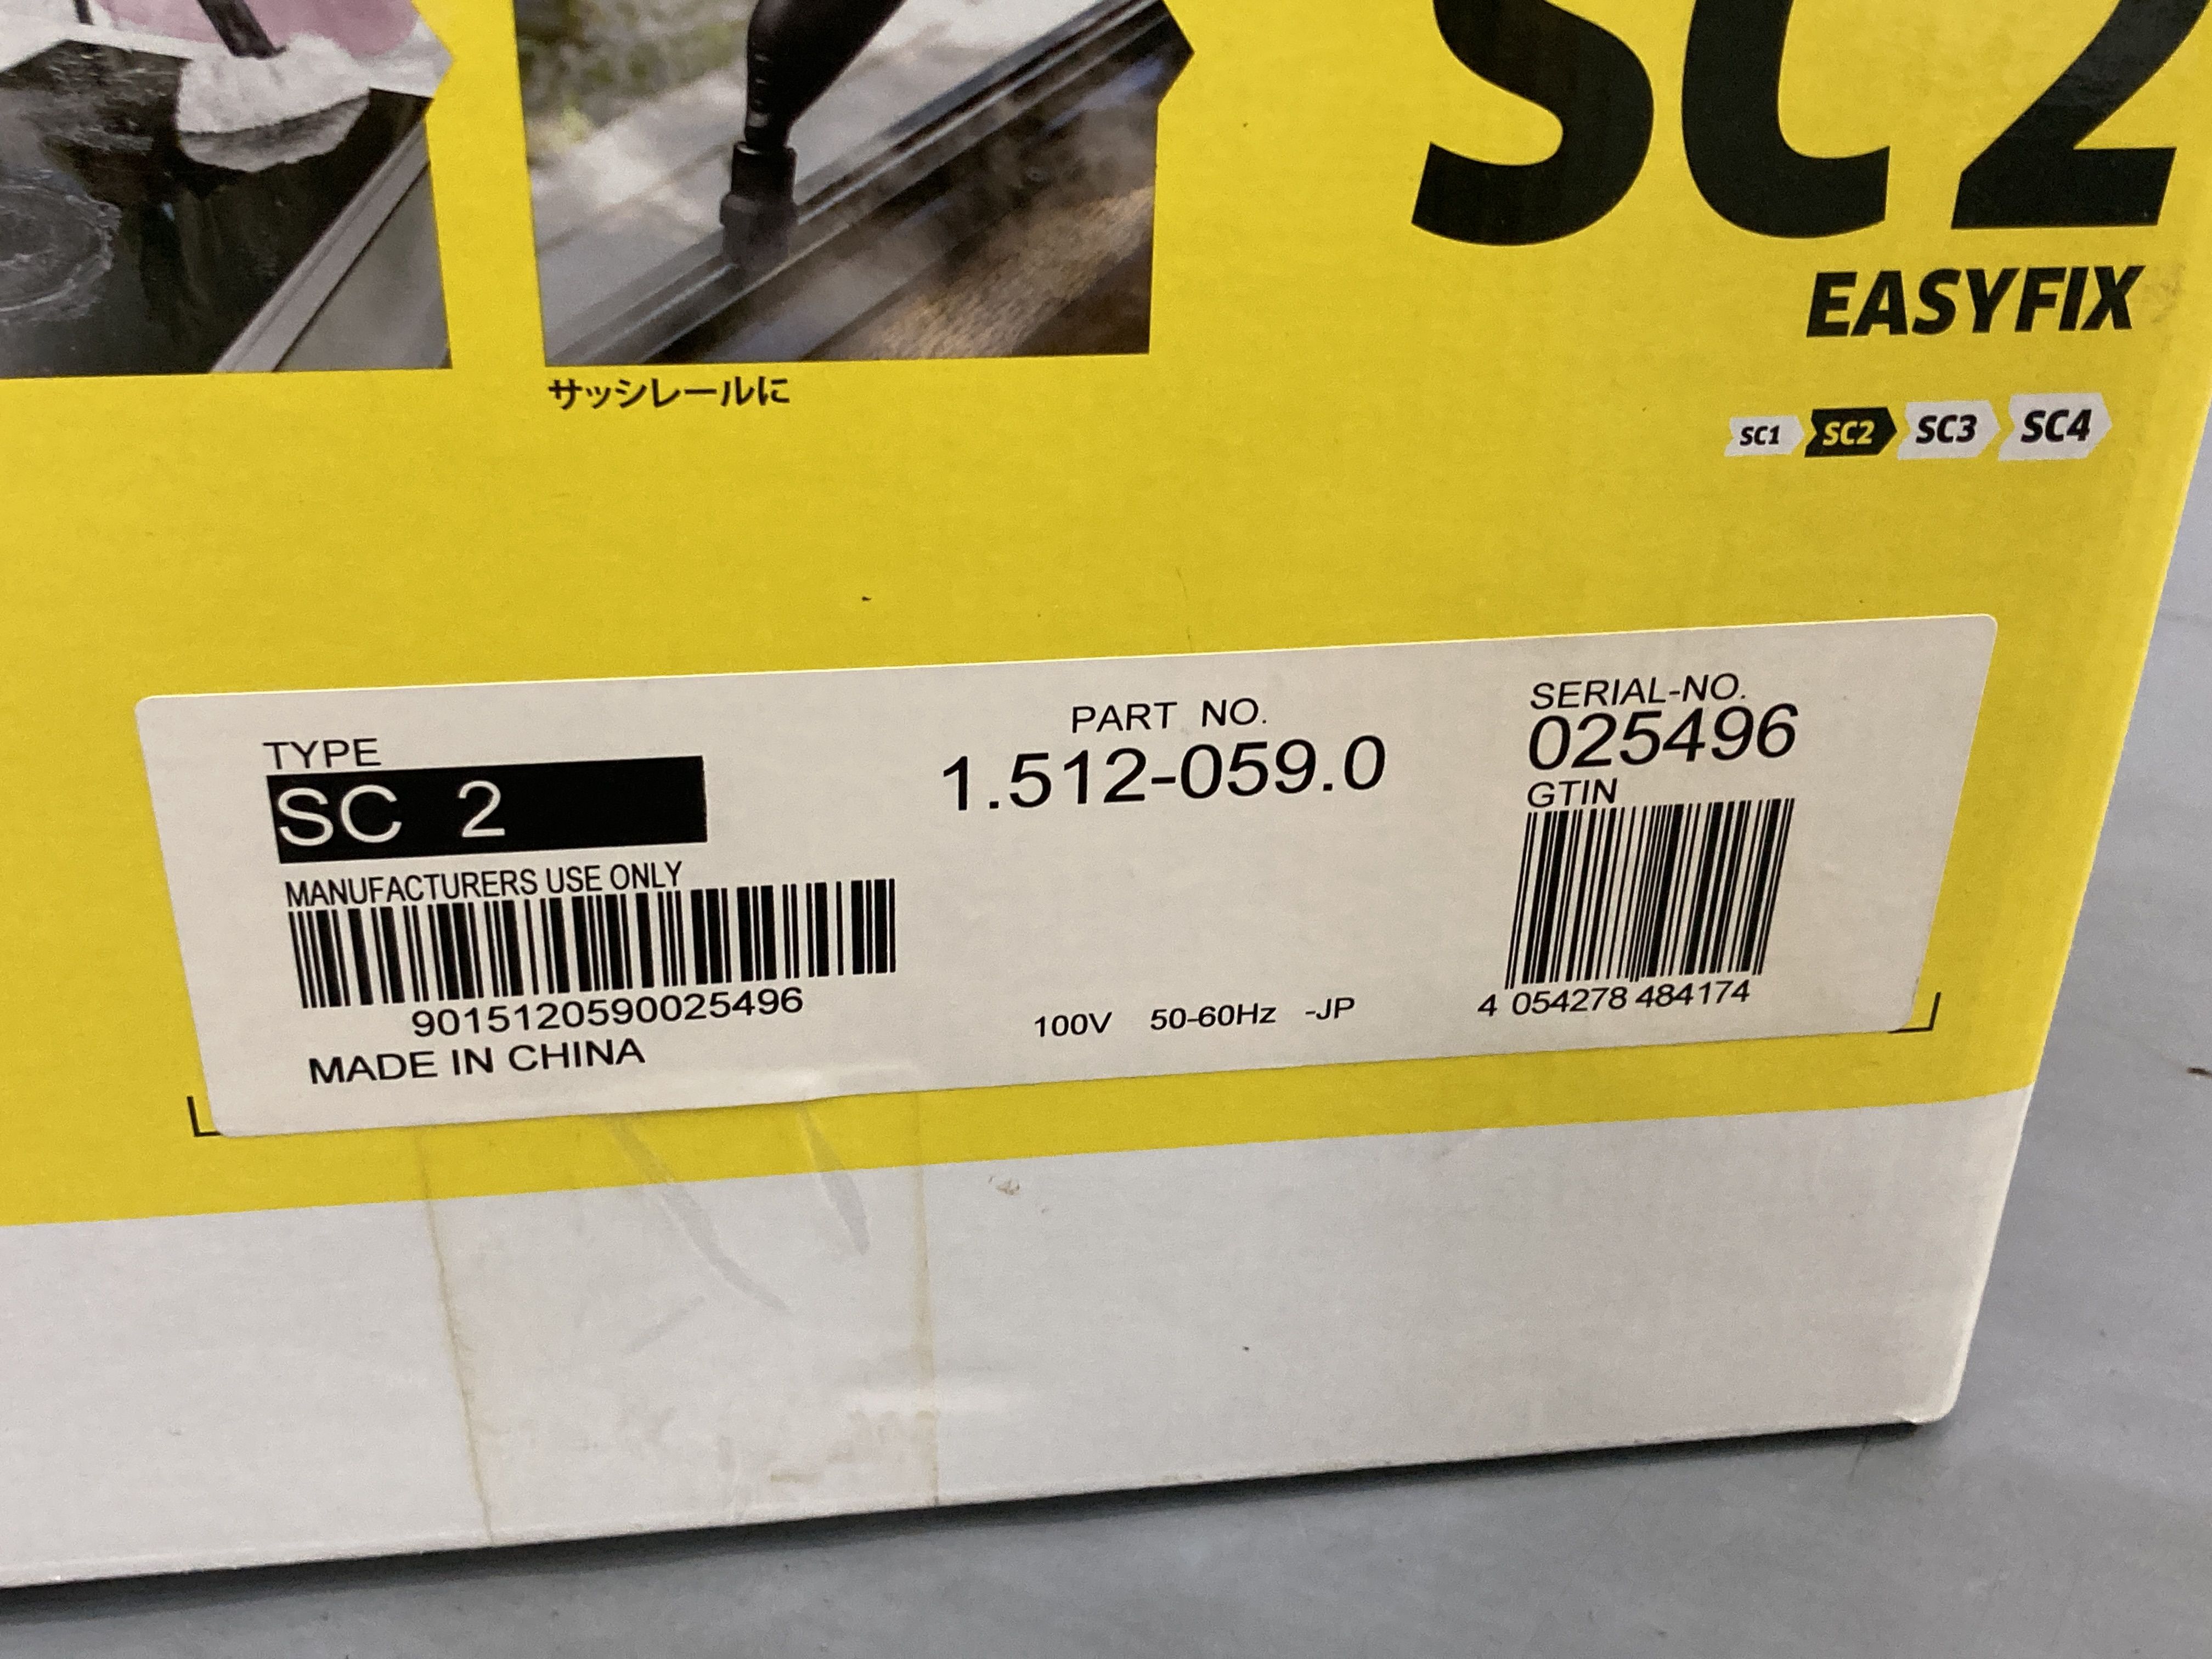 SC 2
EASYFIX
サッシレールに
SC1 SC2 SC3 SC4
TYPE
SC 2
MANUFACTURERS USE ONLY
9015120590025496
MADE IN CHINA
PART NO.
1.512-059.0
100V 50-60Hz -JP
SERIAL-NO.
025496
GTIN
4 054278 484174